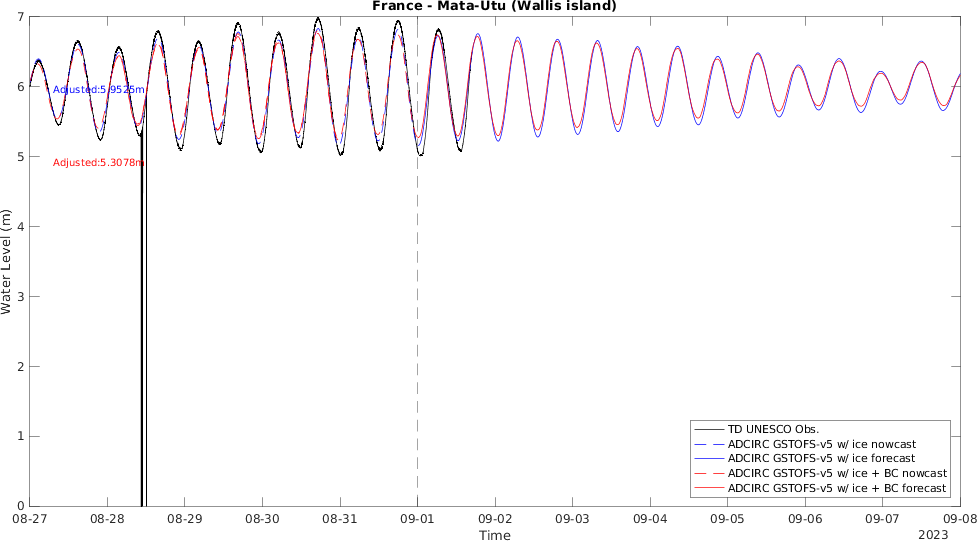 France - Mata-Utu (Wallis island)
7
6
5
4
3
2
1
0
Water Level (m)
Adjusted:5.9525m
Adjusted:5.3078m
TD UNESCO Obs.
ADCIRC GSTOFS-v5 w/ ice nowcast
ADCIRC GSTOFS-v5 w/ ice forecast
ADCIRC GSTOFS-v5 w/ ice + BC nowcast
ADCIRC GSTOFS-v5 w/ ice + BC forecast
08-27 08-28 08-29 08-30 08-31 09-01 09-02 09-03 09-04 09-05 09-06 09-07 09-08
Time
2023